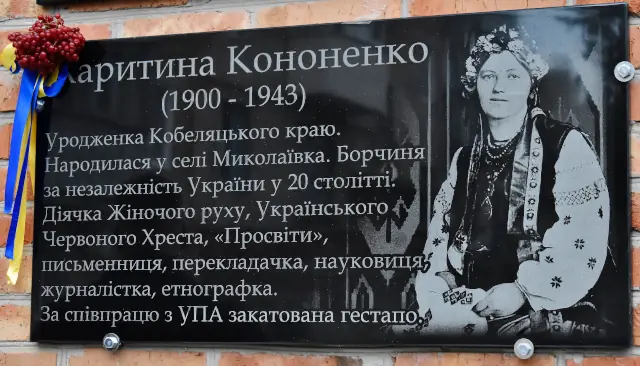 Харитина Кононенко
(1900 - 1943)
Уродженка Кобеляцького краю.
Народилася у селі Миколаївка. Борчиня
за незалежність України у 20 столітті.
Діячка Жіночого руху, Українського
Червоного Хреста, «Просвіти»,
письменниця, перекладачка, науковиця,
журналістка, етнографка.
За співпрацю з УПА закатована гестапо.